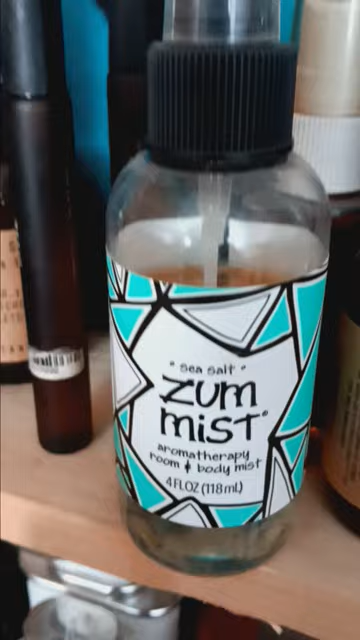 "sea salt"
zum
mist®
aromatherapy
room & body mist
4 FL OZ (118 ml)